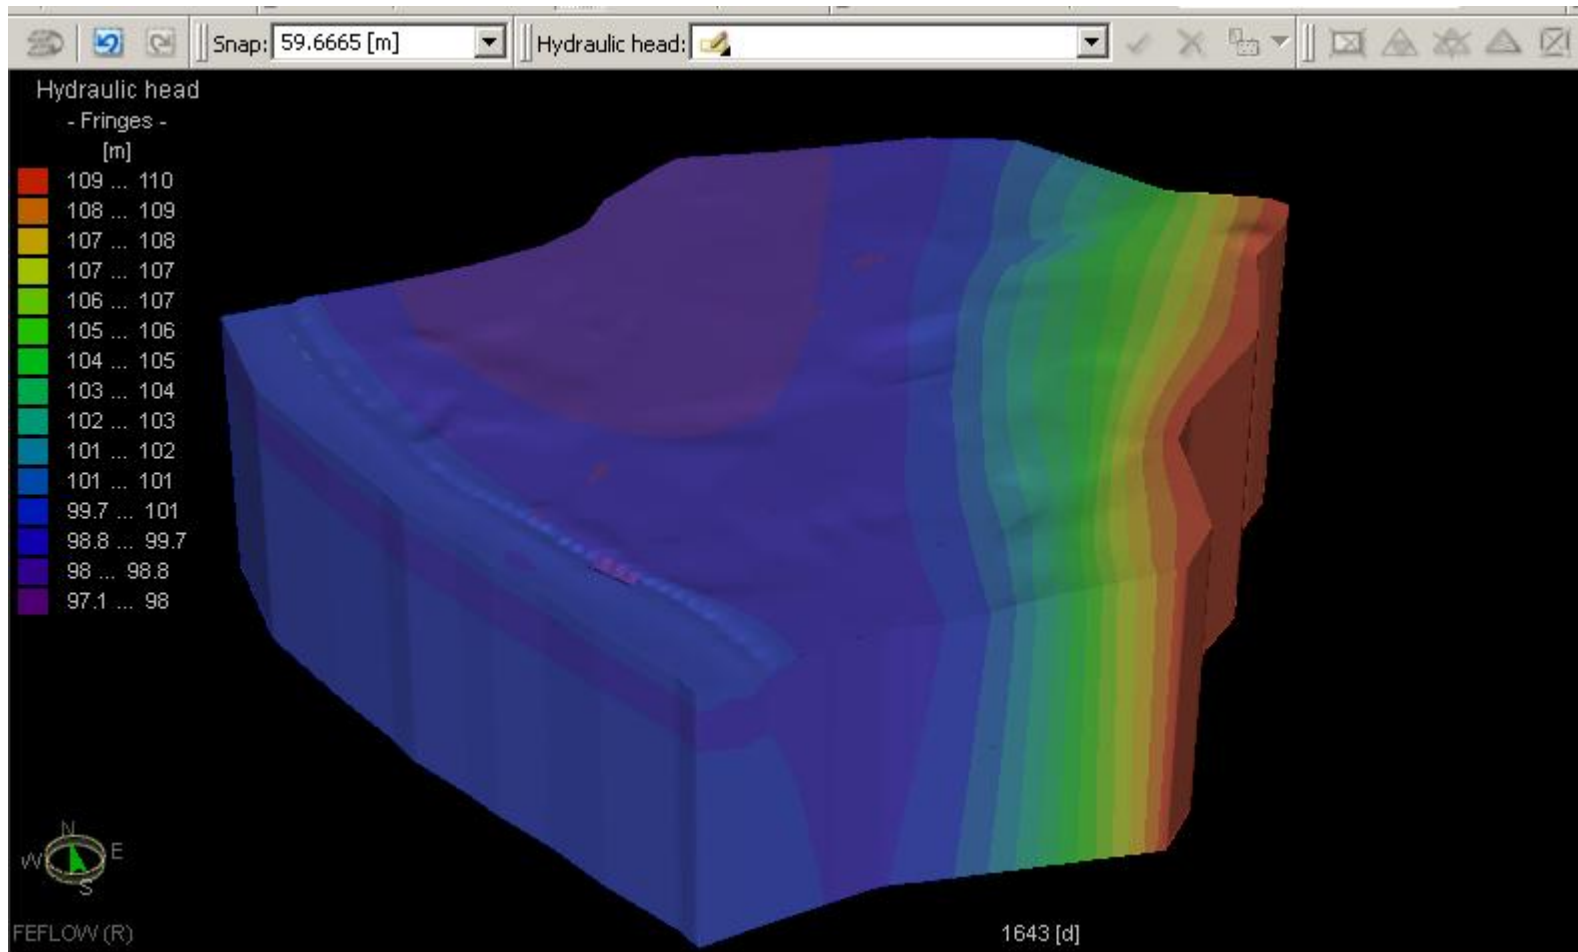 Snap: 59.6665 [m] Hydraulic head:
Hydraulic head
- Fringes -
[m]
109 ... 110
108 ... 109
107 ... 108
107 ... 107
106 ... 107
105 ... 106
104 ... 105
103 ... 104
102 ... 103
101 ... 102
101 ... 101
99.7 ... 101
98.8 ... 99.7
98 ... 98.8
97.1 ... 98
N
W E
S
FEFLOW (R)
1643 [d]